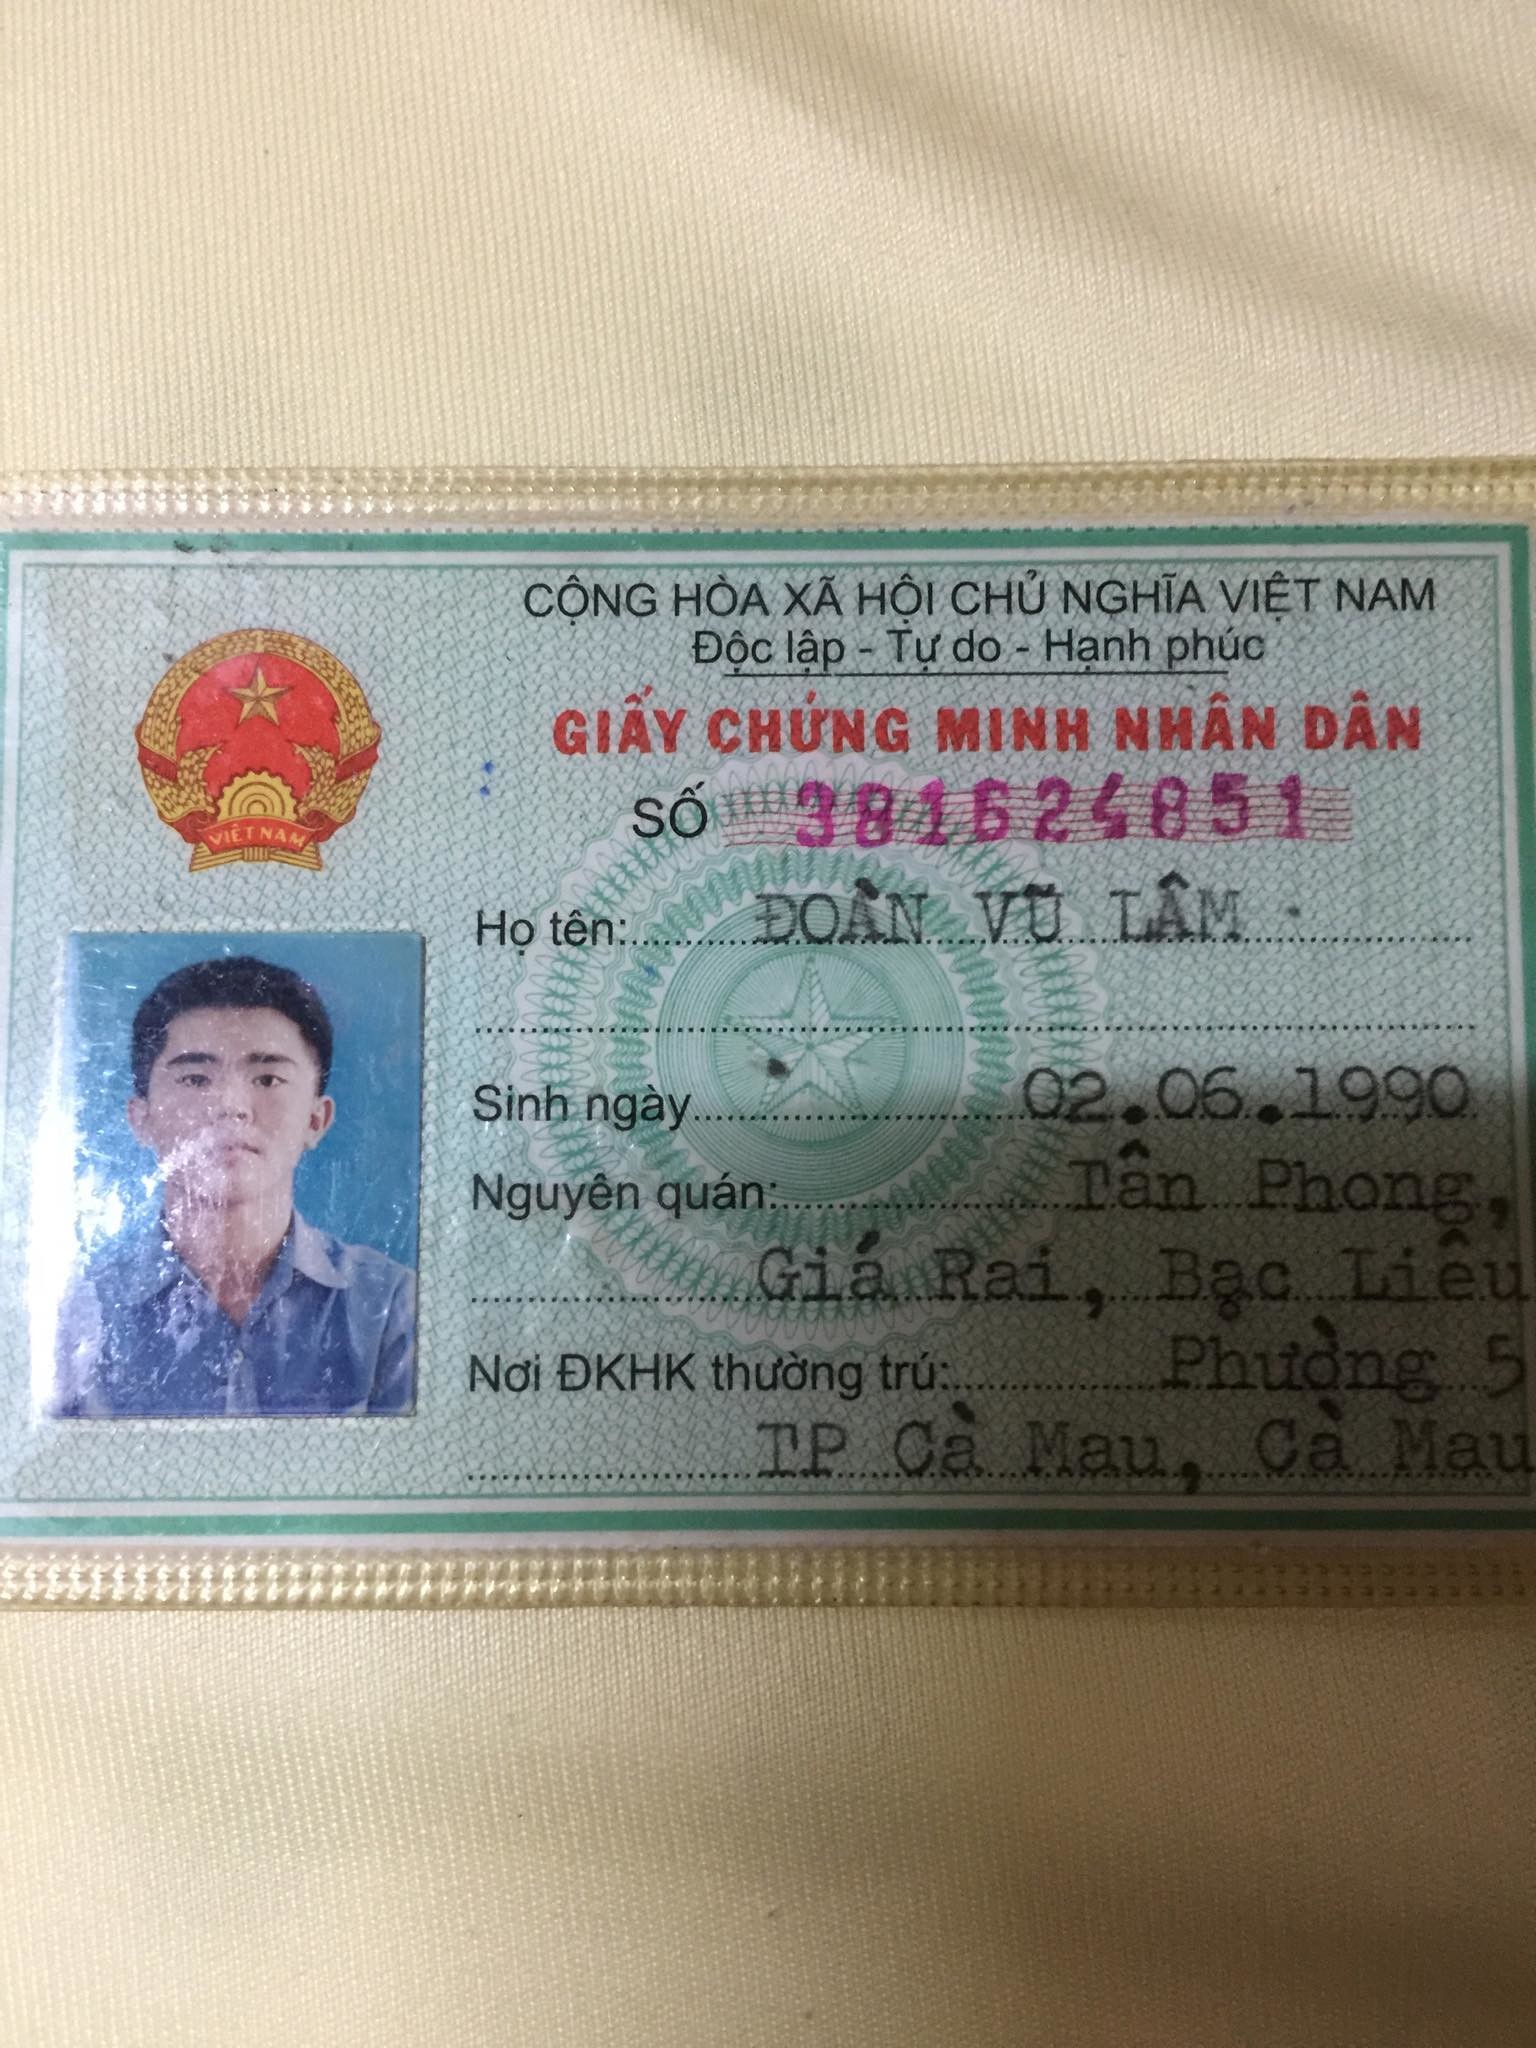 CỘNG HÒA XÃ HỘI CHỦ NGHĨA VIỆT NAM
Độc lập - Tự do - Hạnh phúc
GIẤY CHỨNG MINH NHÂN DÂN
SỐ 381624851
VIỆT NAM
Họ tên: ĐOÀN VŨ LÂM
Sinh ngày 02.06.1990
Nguyên quán: Tân Phong,
Giá Rai, Bạc Liêu
Nơi ĐKHK thường trú: Phường 5
TP Cà Mau, Cà Mau